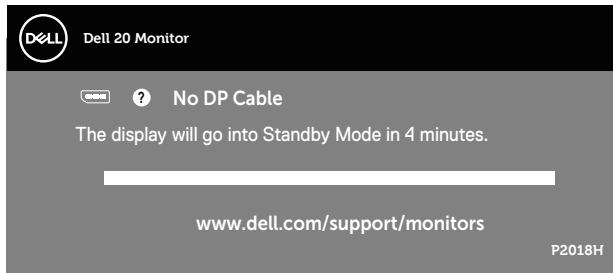 DELL
Dell 20 Monitor
? No DP Cable
The display will go into Standby Mode in 4 minutes.
www.dell.com/support/monitors
P2018H